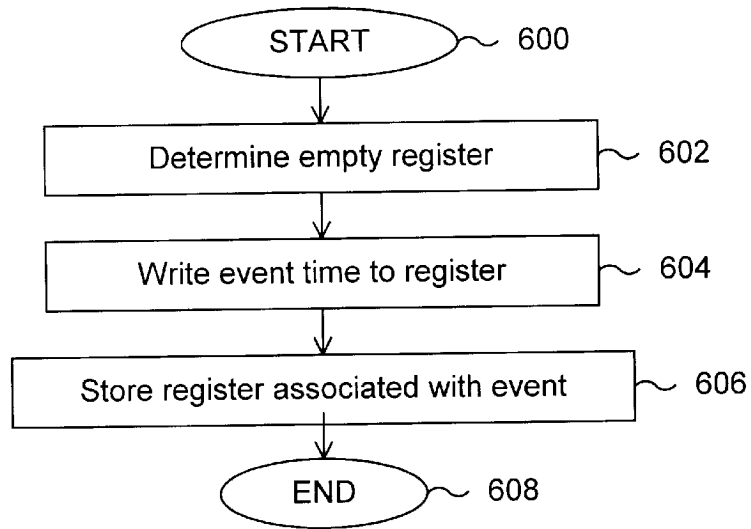 START 600
Determine empty register 602
Write event time to register 604
Store register associated with event 606
END 608